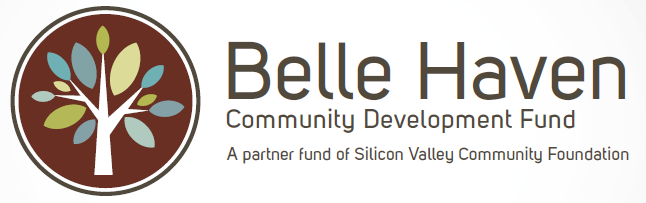 Belle Haven
Community Development Fund
A partner fund of Silicon Valley Community Foundation